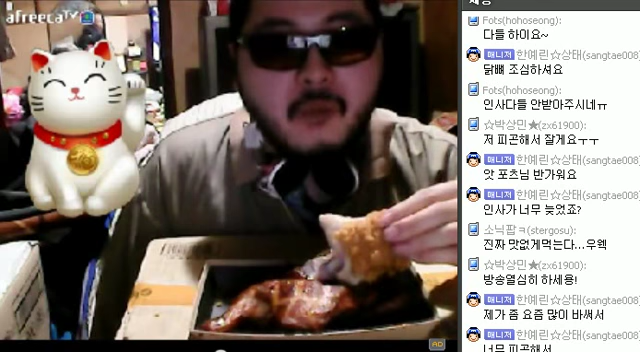 afreecaTV
채팅
Fots(hohoseong):
다들 하이요~
매니저 한예린☆상태(sangtae008)
닭뼈 조심하셔요
Fots(hohoseong):
인사다들 안받아주시네ㅠ
☆박상민★(zx61900):
저 피곤해서 잘게요ㅜㅜ
매니저 한예린☆상태(sangtae008)
앗 포츠님 반가워요
매니저 한예린☆상태(sangtae008)
인사가 너무 늦었죠?
소닉팝ㅋ(stergosu):
진짜 맛없게먹는다...우웩
☆박상민★(zx61900):
방송열심히 하세용!
매니저 한예린☆상태(sangtae008)
제가 좀 요즘 많이 바뻐서
매니저 한예린☆상태(sangtae008)
너무 피곤해서
AD